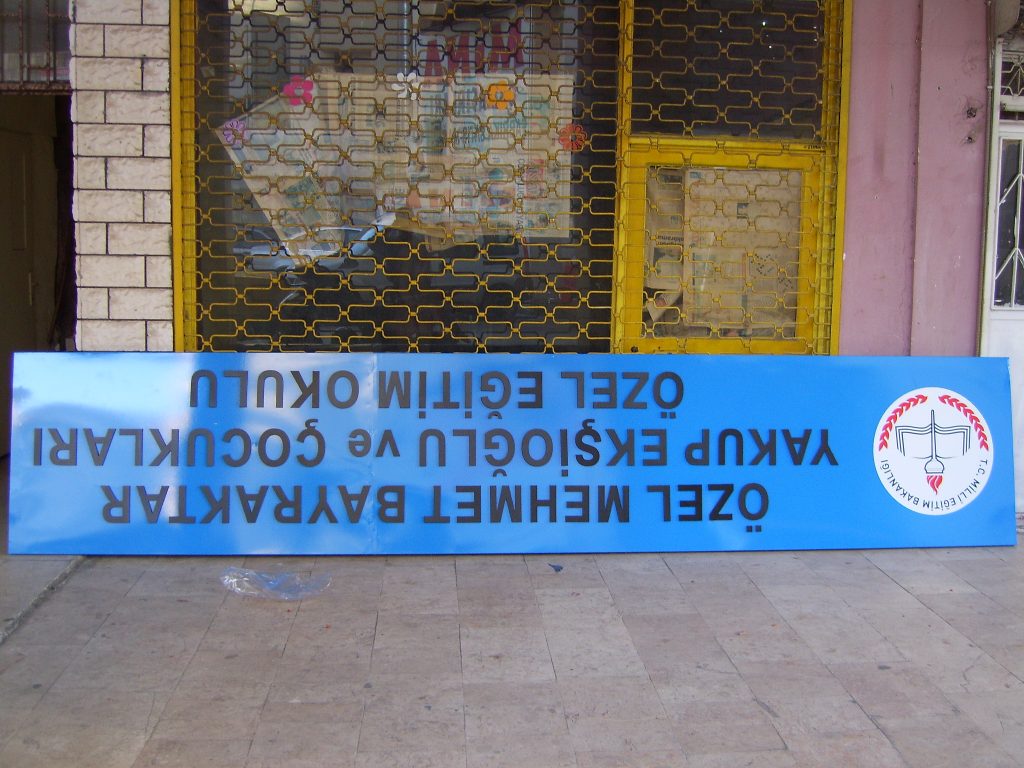 ÖZEL MEHMET BAYRAKTAR
YAKUP EKŞİOĞLU ve ÇOCUKLARI
ÖZEL EĞİTİM OKULU
T.C. MİLLİ EĞİTİM BAKANLIĞI